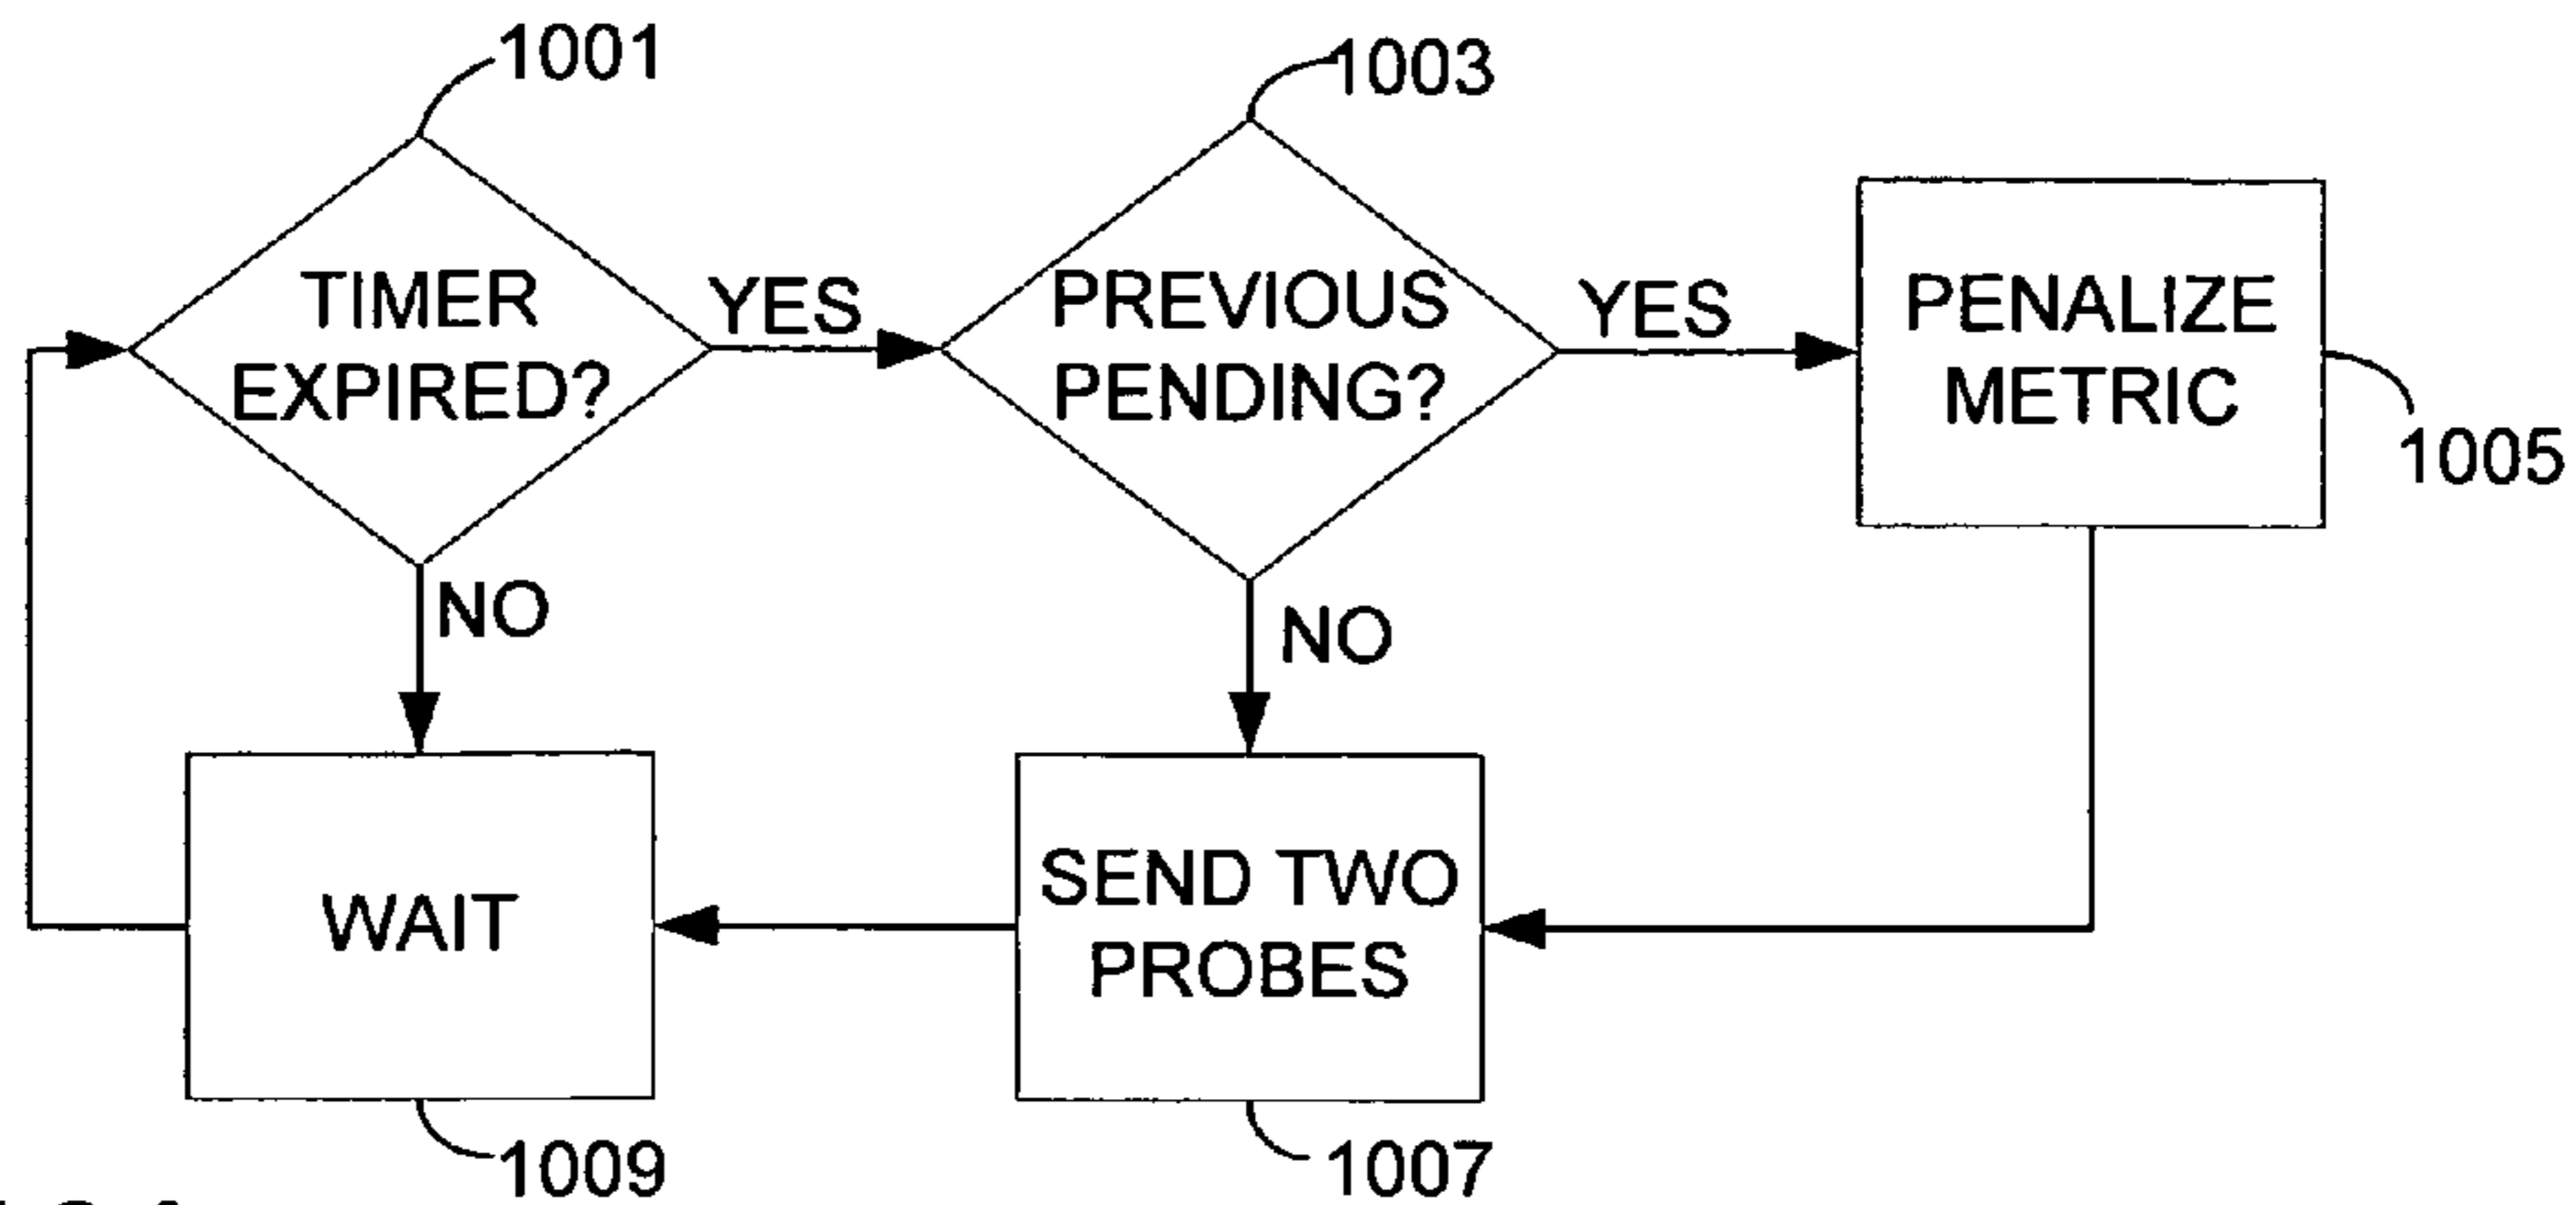 1001
1003
TIMER
EXPIRED?
YES
PREVIOUS
PENDING?
YES
PENALIZE
METRIC
1005
NO
NO
WAIT
SEND TWO
PROBES
1009
1007